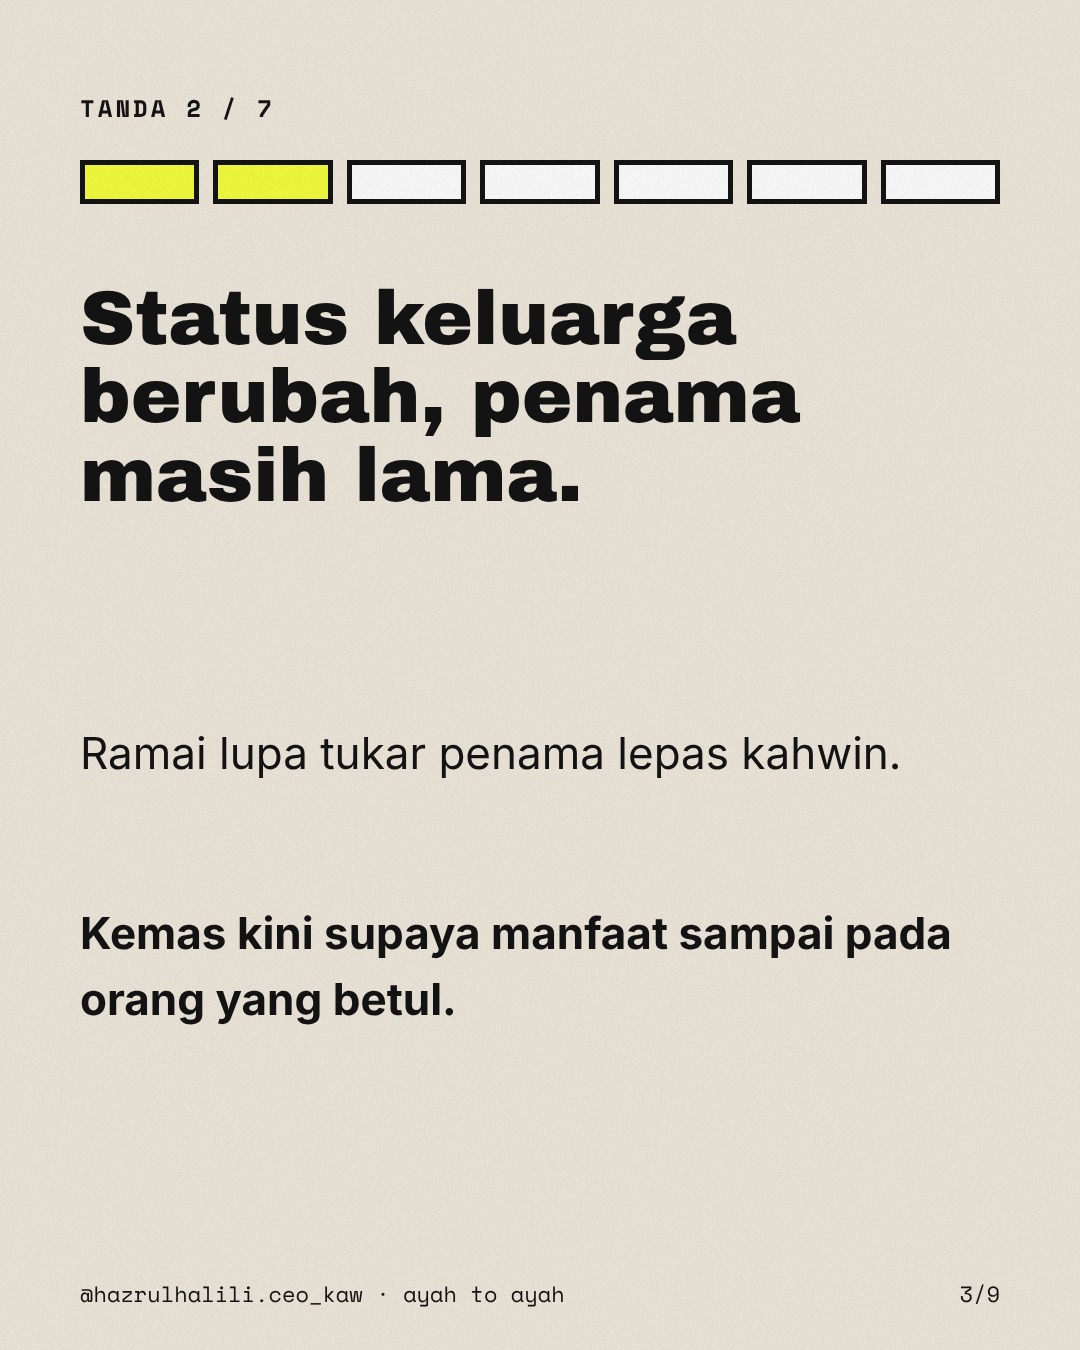 TANDA 2 / 7
Status keluarga
berubah, penama
masih lama.
Ramai lupa tukar penama lepas kahwin.
Kemas kini supaya manfaat sampai pada
orang yang betul.
@hazrulhalili.ceo_kaw · ayah to ayah
3/9